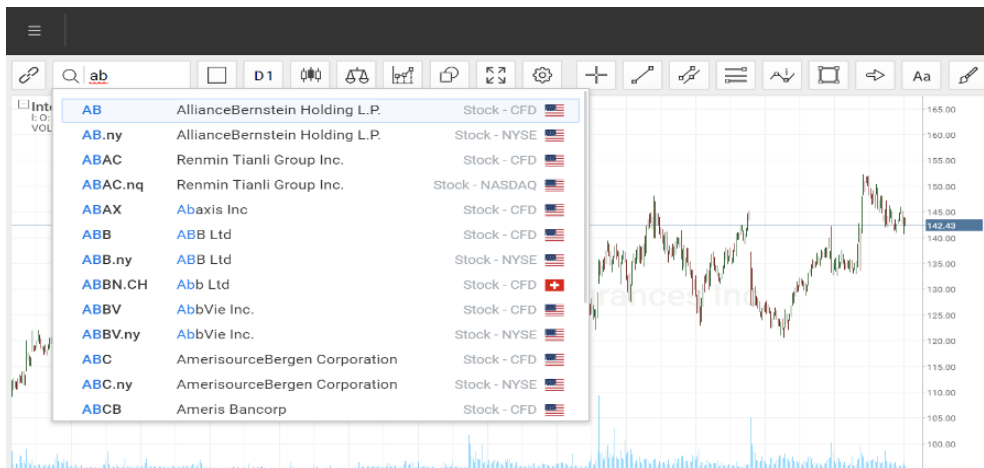 ab
D1
Aa
Inte
I: O:
VOL
AB AllianceBernstein Holding L.P. Stock - CFD
AB.ny AllianceBernstein Holding L.P. Stock - NYSE
ABAC Renmin Tianli Group Inc. Stock - CFD
ABAC.nq Renmin Tianli Group Inc. Stock - NASDAQ
ABAX Abaxis Inc Stock - CFD
ABB ABB Ltd Stock - CFD
ABB.ny ABB Ltd Stock - NYSE
ABBN.CH Abb Ltd Stock - CFD
ABBV AbbVie Inc. Stock - CFD
ABBV.ny AbbVie Inc. Stock - NYSE
ABC AmerisourceBergen Corporation Stock - CFD
ABC.ny AmerisourceBergen Corporation Stock - NYSE
ABCB Ameris Bancorp Stock - CFD
rances Inc
165.00
160.00
155.00
150.00
145.00
142.43
140.00
135.00
130.00
125.00
120.00
115.00
110.00
105.00
100.00